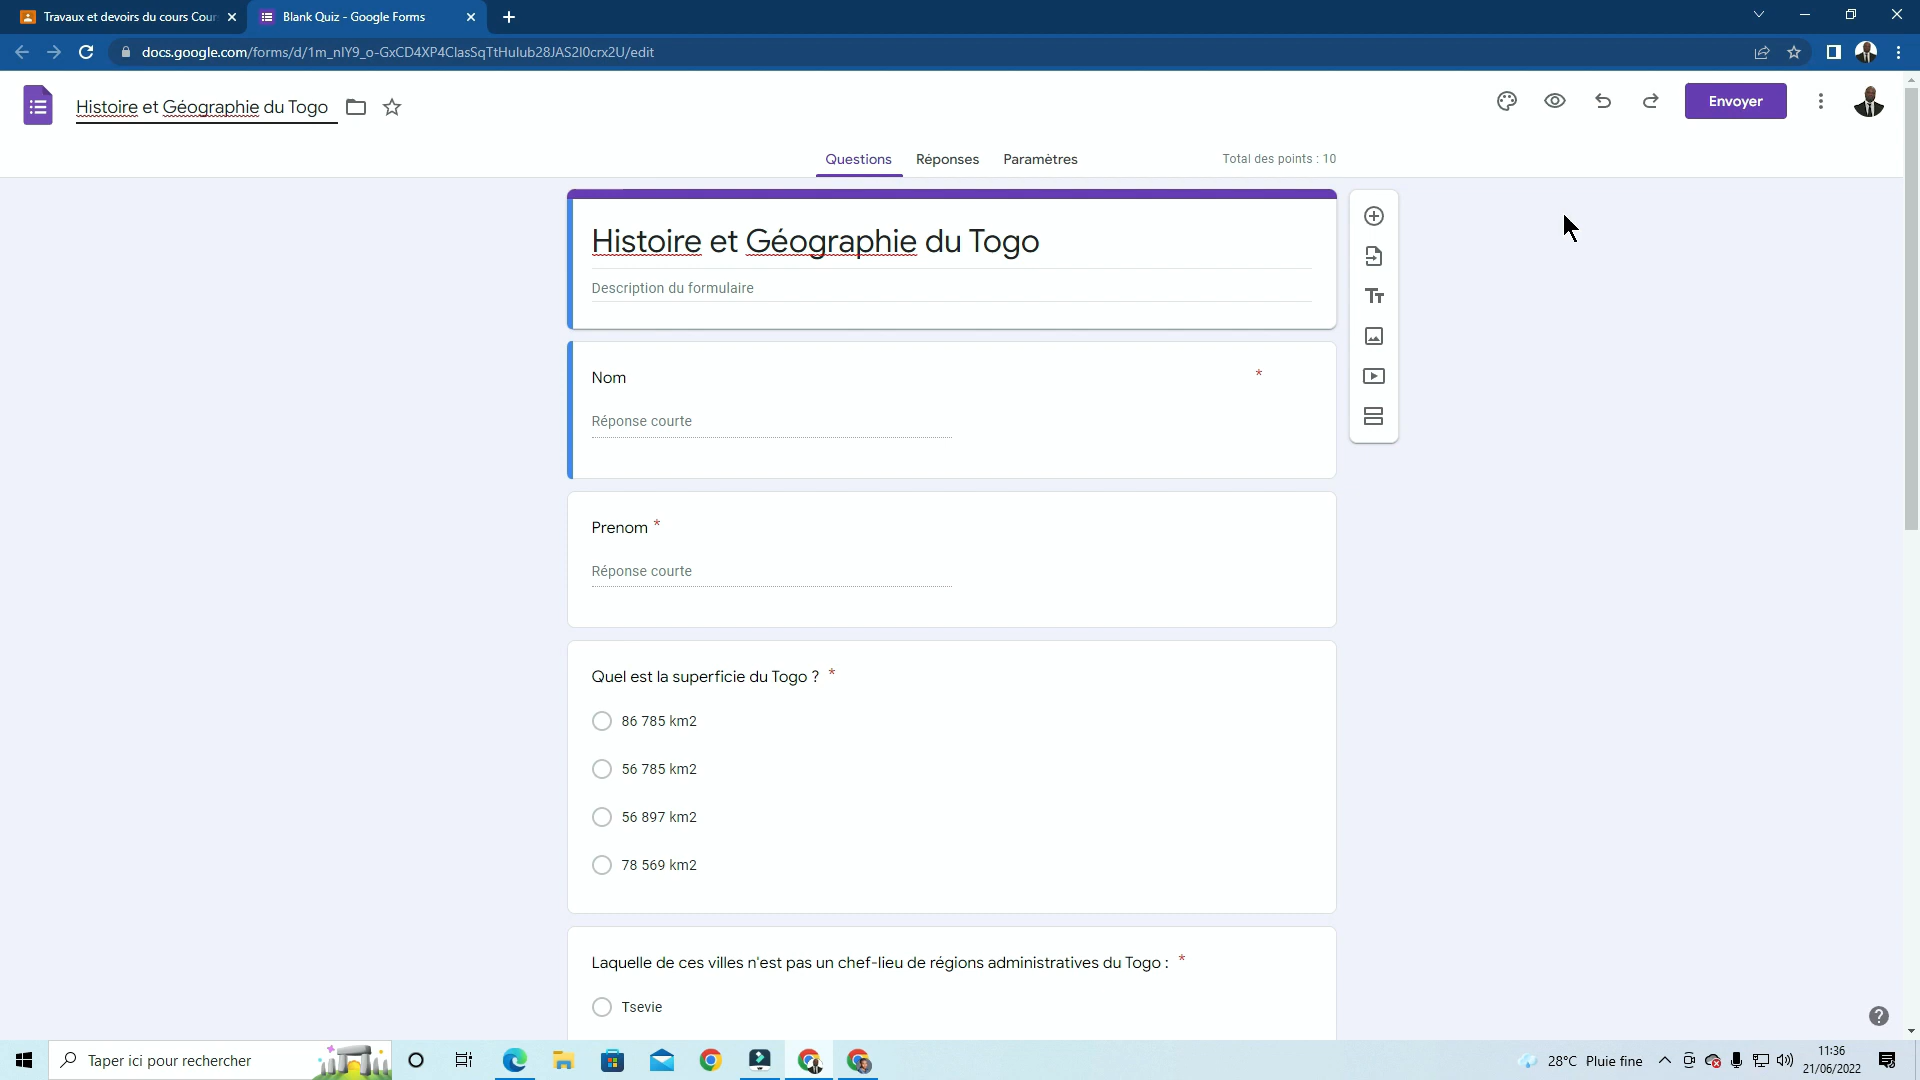 Travaux et devoirs du cours Cour
Blank Quiz - Google Forms
docs.google.com/forms/d/1m_nIY9_o-GxCD4XP4ClasSqTtHulub28JAS2I0crx2U/edit
Histoire et Géographie du Togo
Envoyer
Questions
Réponses
Paramètres
Total des points : 10
Histoire et Géographie du Togo
Description du formulaire
Nom *
Réponse courte
Prenom *
Réponse courte
Quel est la superficie du Togo ? *
86 785 km2
56 785 km2
56 897 km2
78 569 km2
Laquelle de ces villes n'est pas un chef-lieu de régions administratives du Togo : *
Tsevie
Taper ici pour rechercher
28°C Pluie fine
11:36
21/06/2022